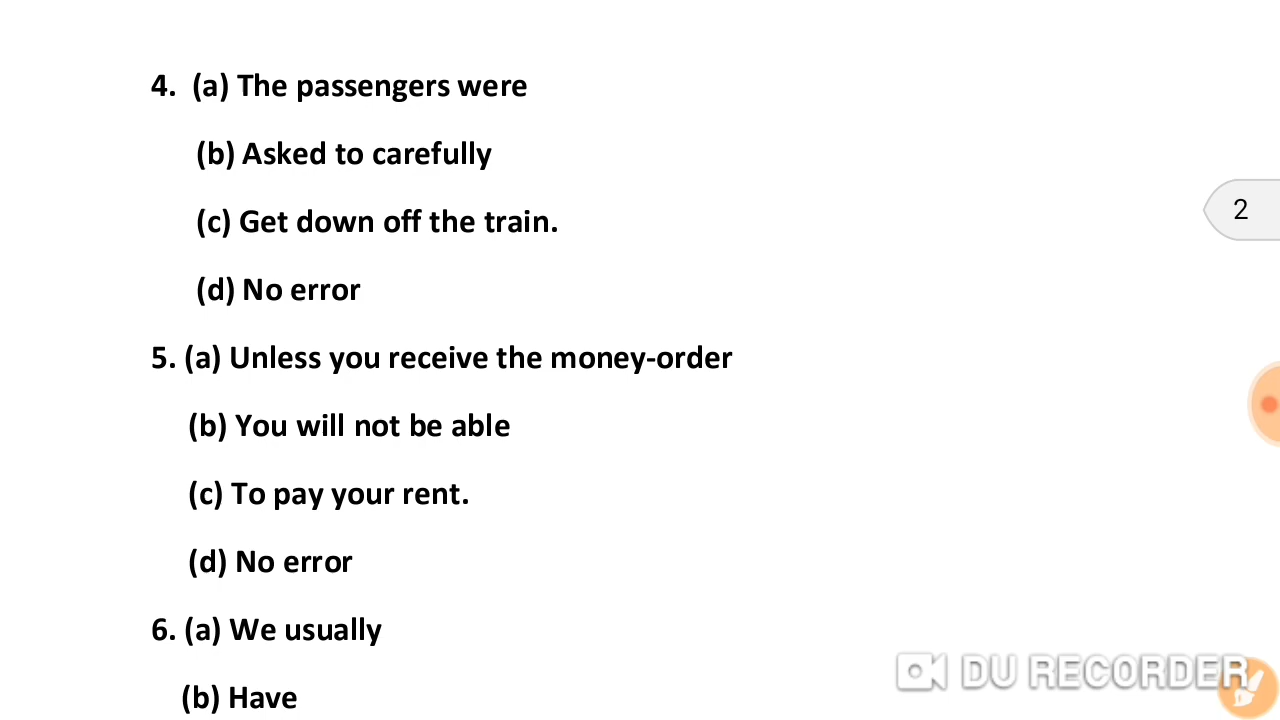 4. (a) The passengers were
(b) Asked to carefully
(c) Get down off the train.
2
(d) No error
5. (a) Unless you receive the money-order
(b) You will not be able
(c) To pay your rent.
(d) No error
6. (a) We usually
(b) Have
DU RECORDER